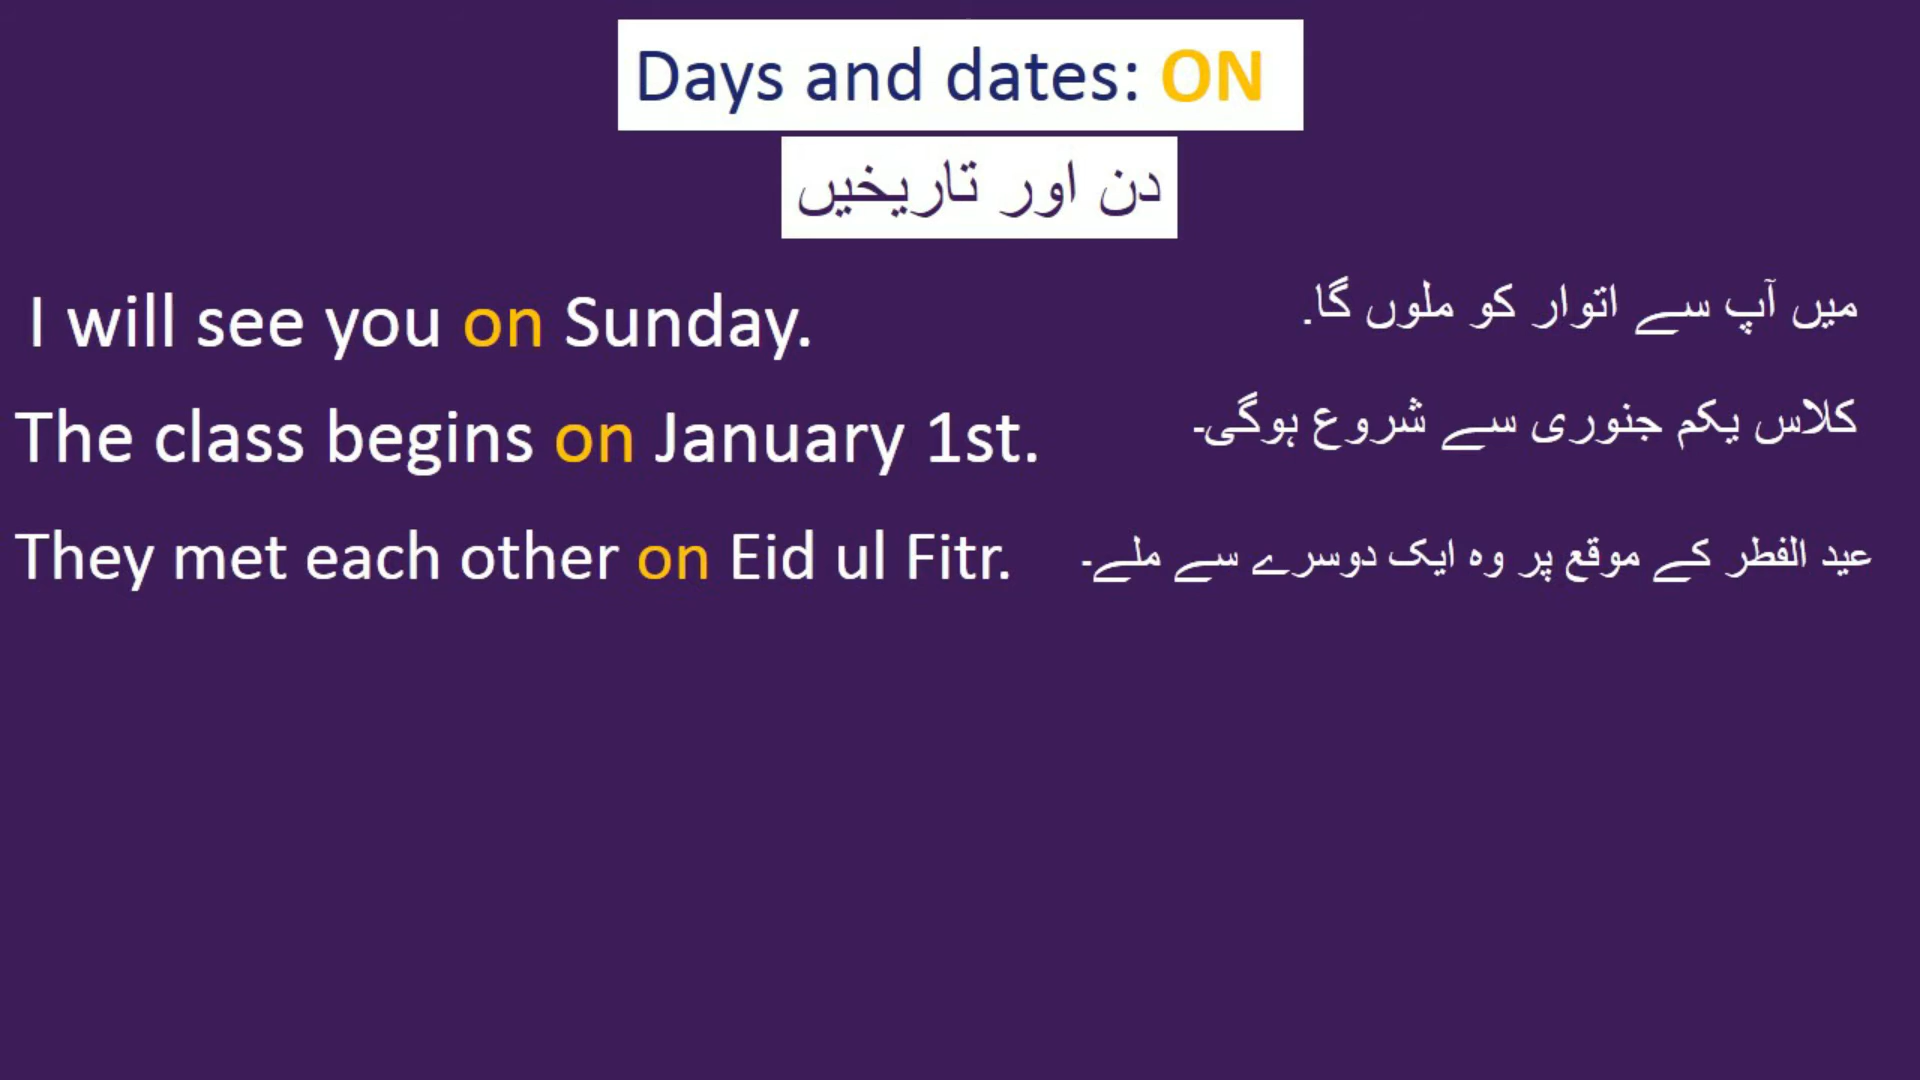 Days and dates: ON
دن اور تاریخیں
I will see you on Sunday.
میں آپ سے اتوار کو ملوں گا.
The class begins on January 1st.
کلاس یکم جنوری سے شروع ہوگی۔
They met each other on Eid ul Fitr.
عید الفطر کے موقع پر وہ ایک دوسرے سے ملے۔